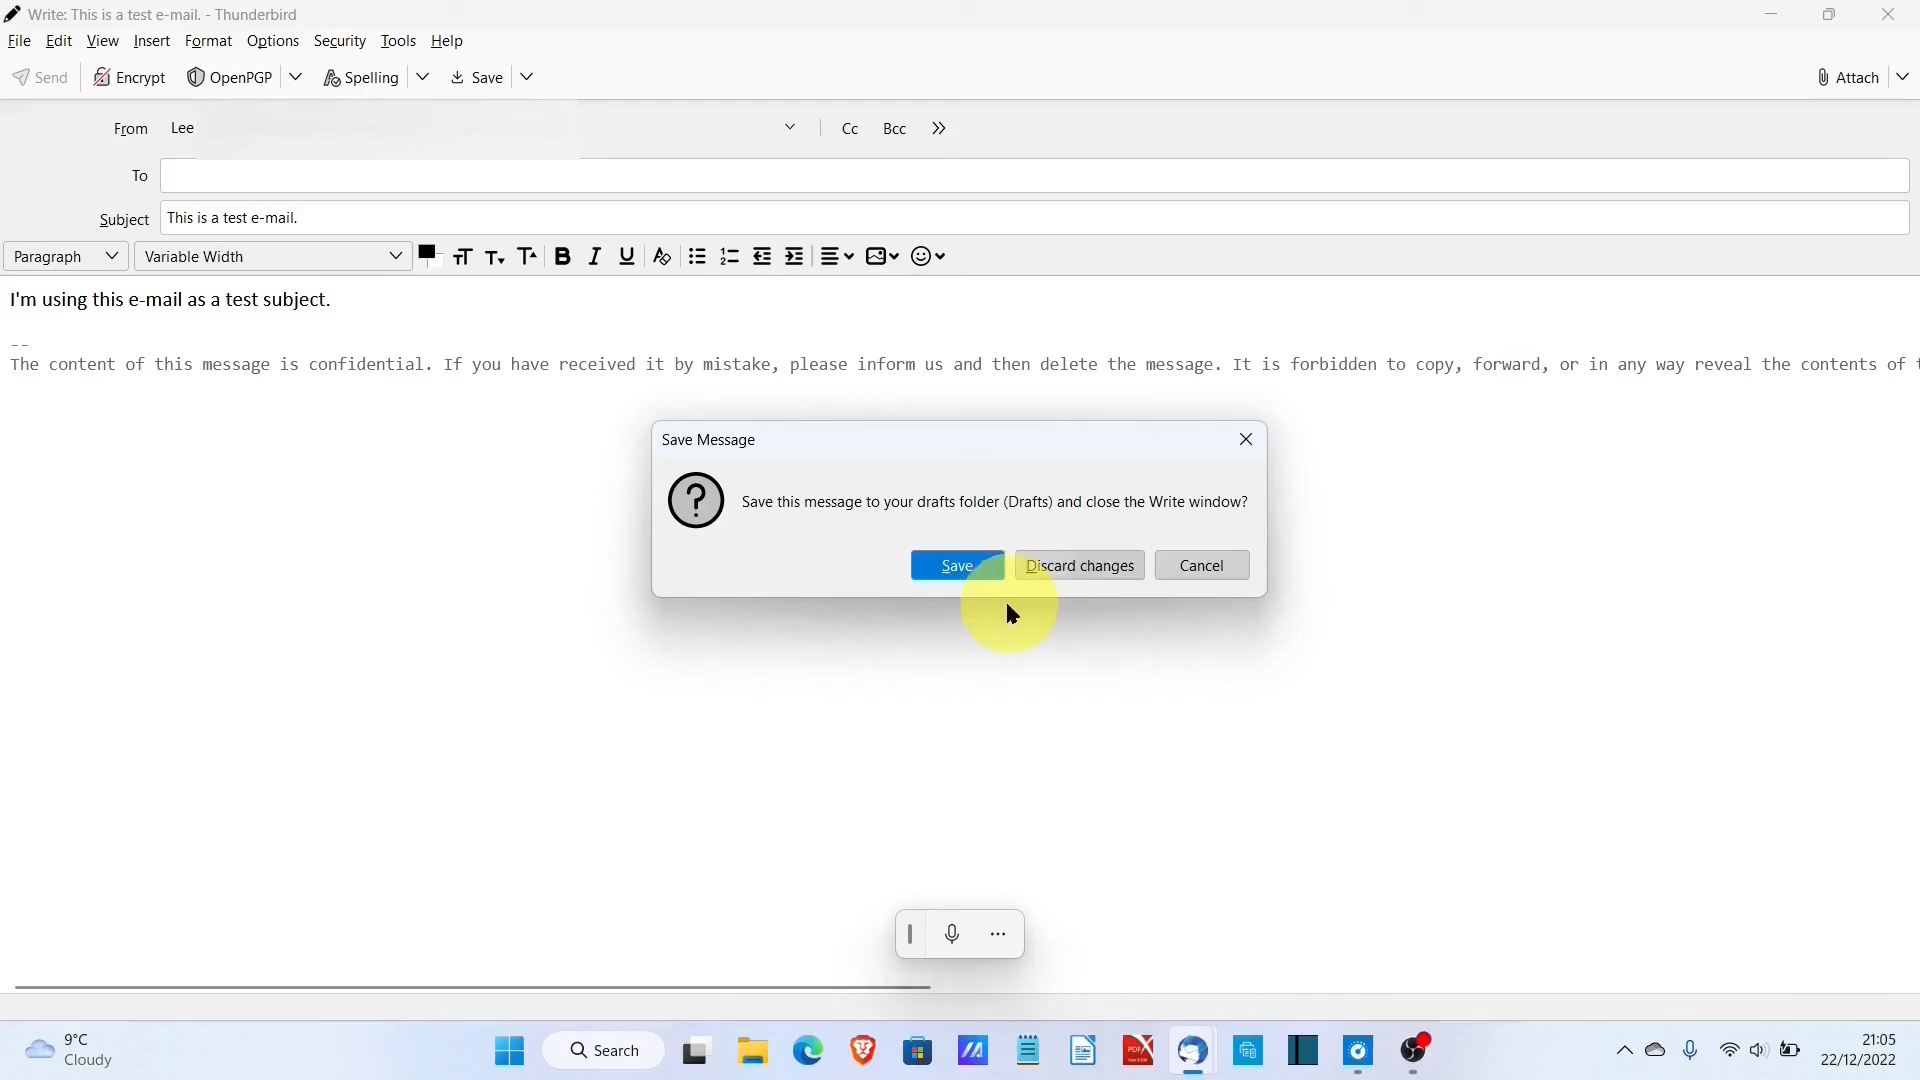 Write: This is a test e-mail. - Thunderbird
File Edit View Insert Format Options Security Tools Help
Send Encrypt OpenPGP Spelling Save Attach
From Lee Cc Bcc
To
Subject This is a test e-mail.
Paragraph Variable Width
I'm using this e-mail as a test subject.
--
The content of this message is confidential. If you have received it by mistake, please inform us and then delete the message. It is forbidden to copy, forward, or in any way reveal the contents of
Save Message
Save this message to your drafts folder (Drafts) and close the Write window?
Save Discard changes Cancel
9°C
Cloudy
Search
PDF
21:05
22/12/2022